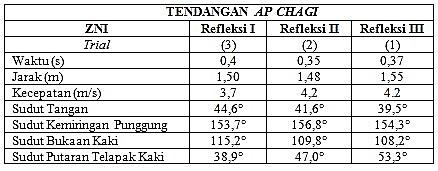 TENDANGAN AP CHAGI
ZNI Refleksi I Refleksi II Refleksi III
Trial (3) (2) (1)
Waktu (s) 0,4 0,35 0,37
Jarak (m) 1,50 1,48 1,55
Kecepatan (m/s) 3,7 4,2 4.2
Sudut Tangan 44,6° 41,6° 39,5°
Sudut Kemiringan Punggung 153,7° 156,8° 154,3°
Sudut Bukaan Kaki 115,2° 109,8° 108,2°
Sudut Putaran Telapak Kaki 38,9° 47,0° 53,3°